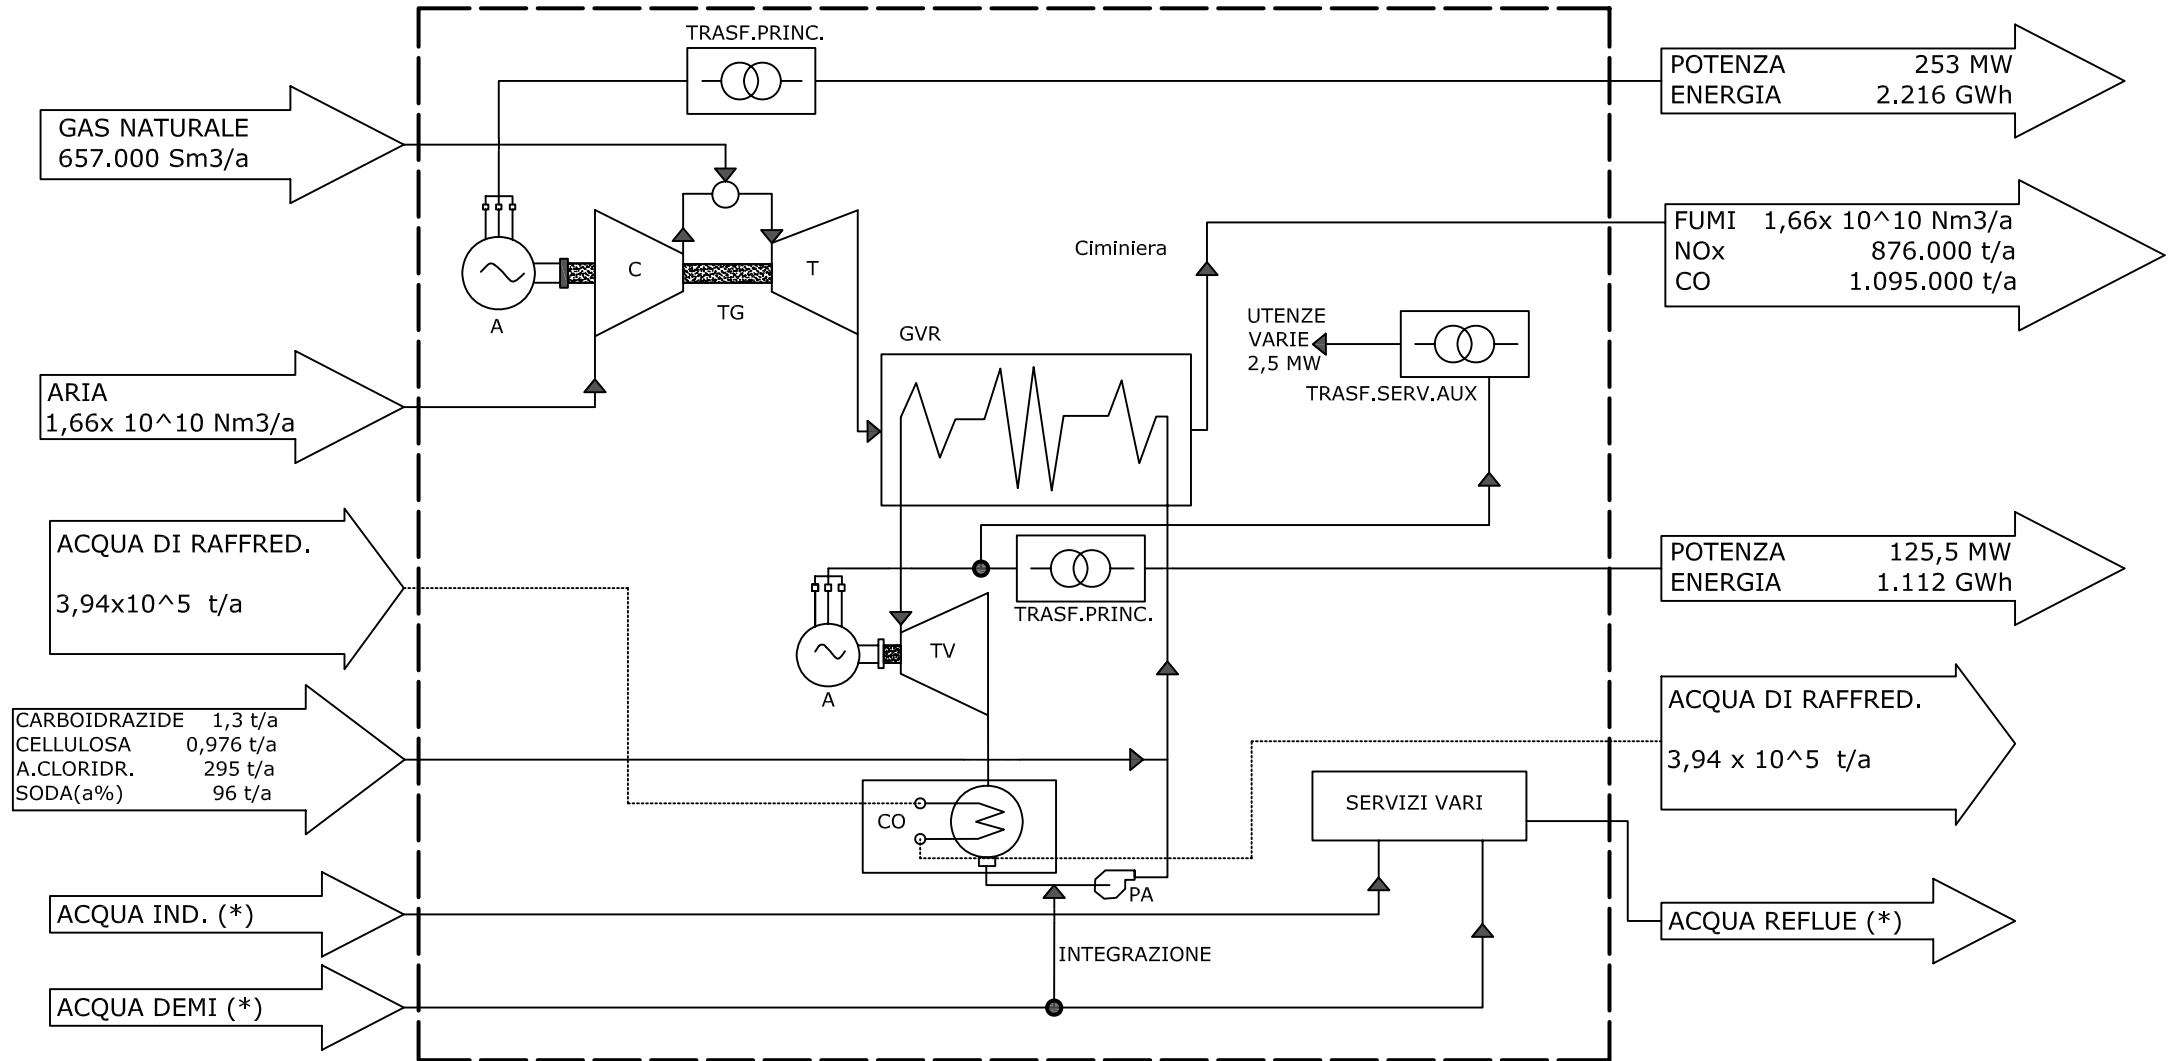 TRASF.PRINC.
POTENZA 253 MW
ENERGIA 2.216 GWh
GAS NATURALE
657.000 Sm3/a
FUMI 1,66x 10^10 Nm3/a
NOx 876.000 t/a
CO 1.095.000 t/a
Ciminiera
C
T
TG
A
GVR
UTENZE
VARIE
2,5 MW
TRASF.SERV.AUX
ARIA
1,66x 10^10 Nm3/a
ACQUA DI RAFFRED.
3,94x10^5 t/a
POTENZA 125,5 MW
ENERGIA 1.112 GWh
TRASF.PRINC.
TV
A
ACQUA DI RAFFRED.
3,94 x 10^5 t/a
CARBOIDRAZIDE 1,3 t/a
CELLULOSA 0,976 t/a
A.CLORIDR. 295 t/a
SODA(a%) 96 t/a
CO
SERVIZI VARI
PA
ACQUA IND. (*)
ACQUA REFLUE (*)
INTEGRAZIONE
ACQUA DEMI (*)